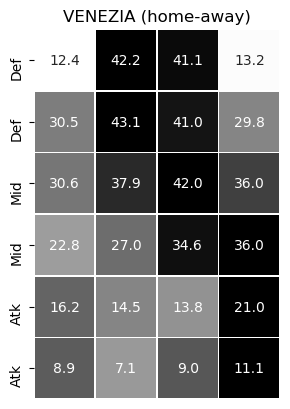 VENEZIA (home-away)
Def 12.4 42.2 41.1 13.2
Def 30.5 43.1 41.0 29.8
Mid 30.6 37.9 42.0 36.0
Mid 22.8 27.0 34.6 36.0
Atk 16.2 14.5 13.8 21.0
Atk 8.9 7.1 9.0 11.1